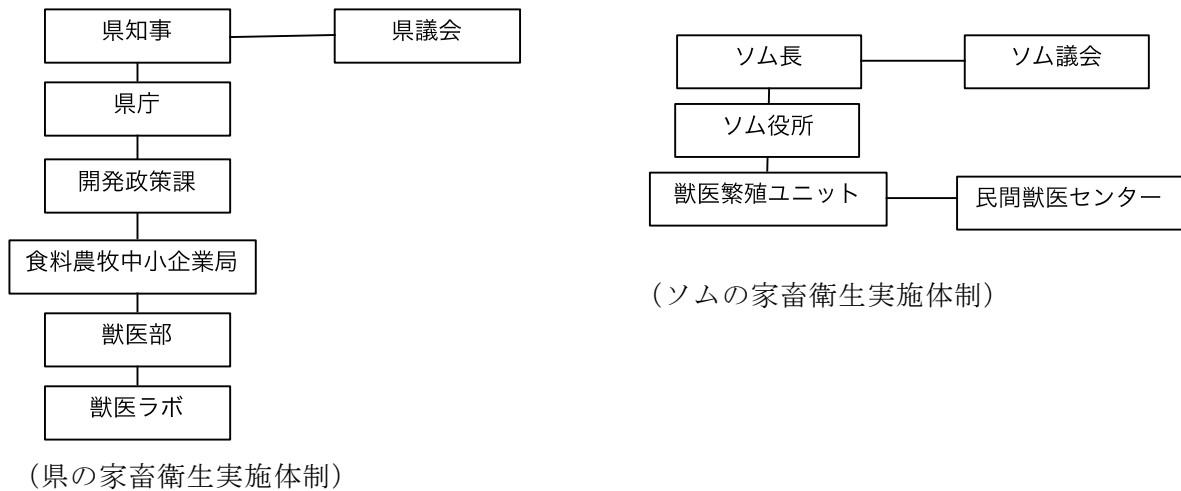 県知事
県議会
県庁
開発政策課
食料農牧中小企業局
獣医部
獣医ラボ
（県の家畜衛生実施体制）
ソム長
ソム議会
ソム役所
獣医繁殖ユニット
民間獣医センター
（ソムの家畜衛生実施体制）